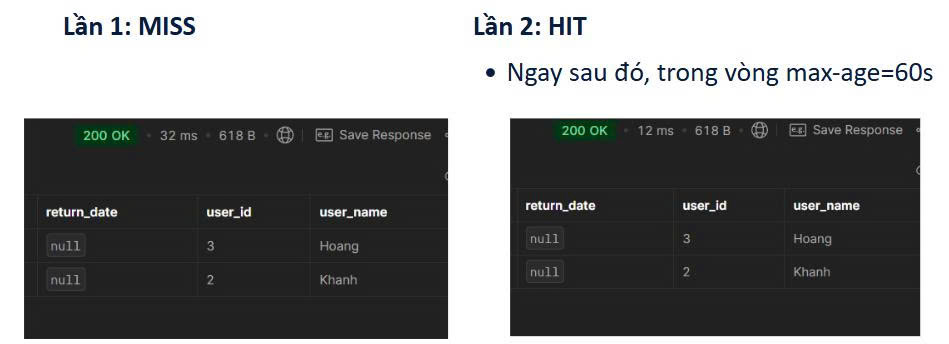 Lần 1: MISS
Lần 2: HIT
• Ngay sau đó, trong vòng max-age=60s
200 OK • 32 ms • 618 B e.g. Save Response
return_date user_id user_name
null 3 Hoang
null 2 Khanh
200 OK • 12 ms • 618 B e.g. Save Response
return_date user_id user_name
null 3 Hoang
null 2 Khanh